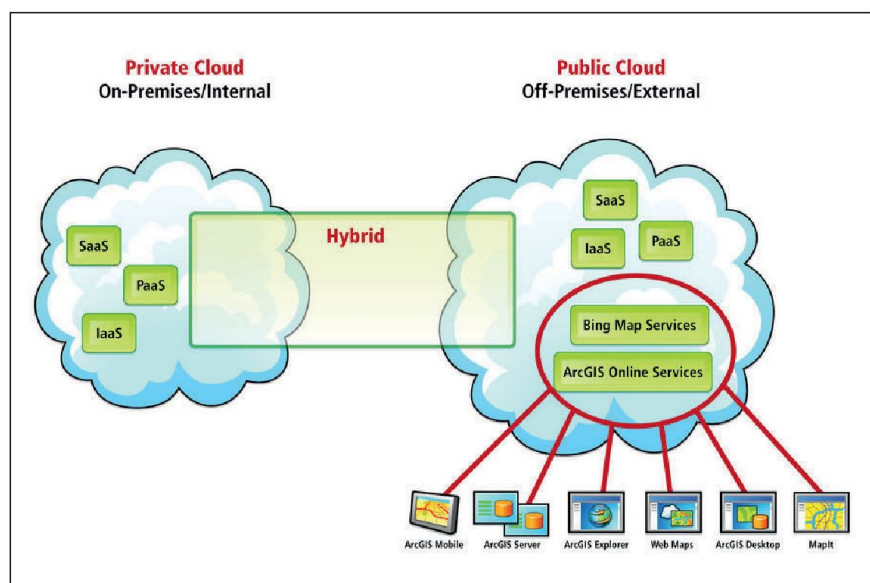 Private Cloud
On-Premises/Internal
Public Cloud
Off-Premises/External
SaaS
PaaS
IaaS
Hybrid
SaaS
IaaS
PaaS
Bing Map Services
ArcGIS Online Services
ArcGIS Mobile
ArcGIS Server
ArcGIS Explorer
Web Maps
ArcGIS Desktop
MapIt